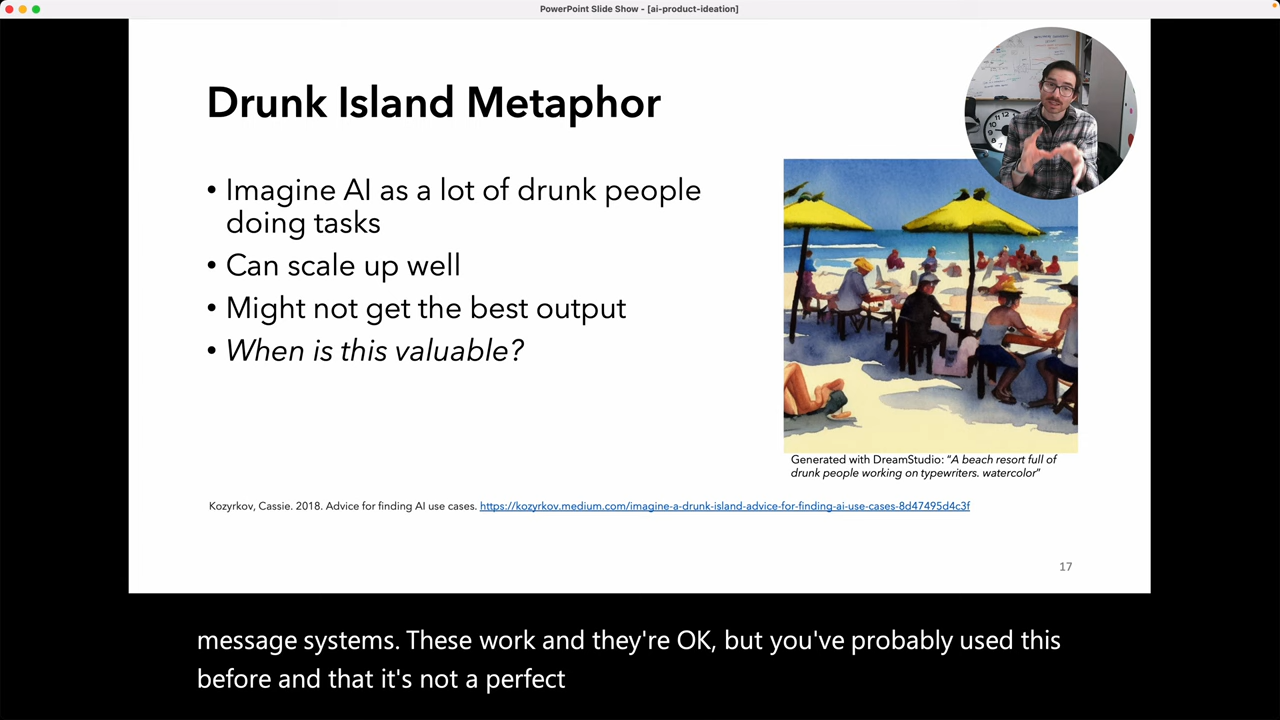 PowerPoint Slide Show - [ai-product-ideation]
Drunk Island Metaphor
• Imagine AI as a lot of drunk people
doing tasks
• Can scale up well
• Might not get the best output
• When is this valuable?
Generated with DreamStudio: "A beach resort full of
drunk people working on typewriters. watercolor"
Kozyrkov, Cassie. 2018. Advice for finding AI use cases. https://kozyrkov.medium.com/imagine-a-drunk-island-advice-for-finding-ai-use-cases-8d47495d4c3f
17
message systems. These work and they're OK, but you've probably used this
before and that it's not a perfect